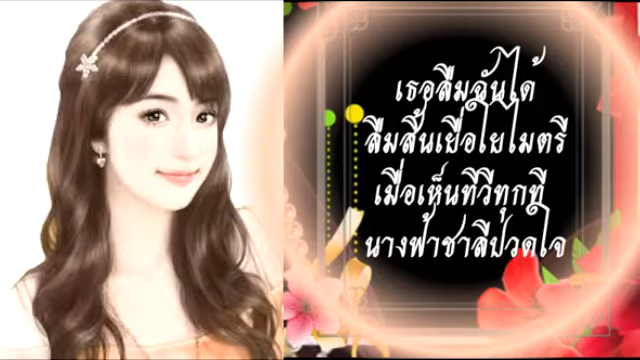 เธอลืมฉันได้
ลืมสิ้นเยื่อใยไมตรี
เมื่อเห็นทีวีทุกที
นางฟ้าชาลีปวดใจ